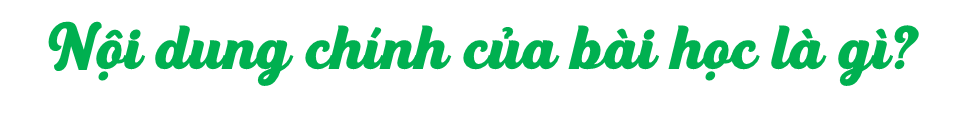 Nội dung chính của bài học là gì?